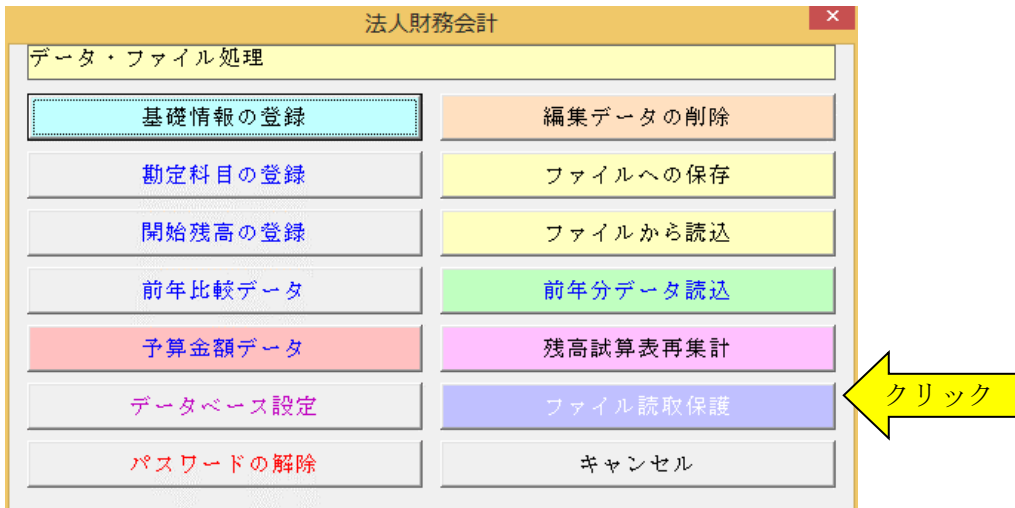 法人財務会計
データ・ファイル処理
基礎情報の登録
編集データの削除
勘定科目の登録
ファイルへの保存
開始残高の登録
ファイルから読込
前年比較データ
前年分データ読込
予算金額データ
残高試算表再集計
データベース設定
ファイル読取保護
クリック
パスワードの解除
キャンセル